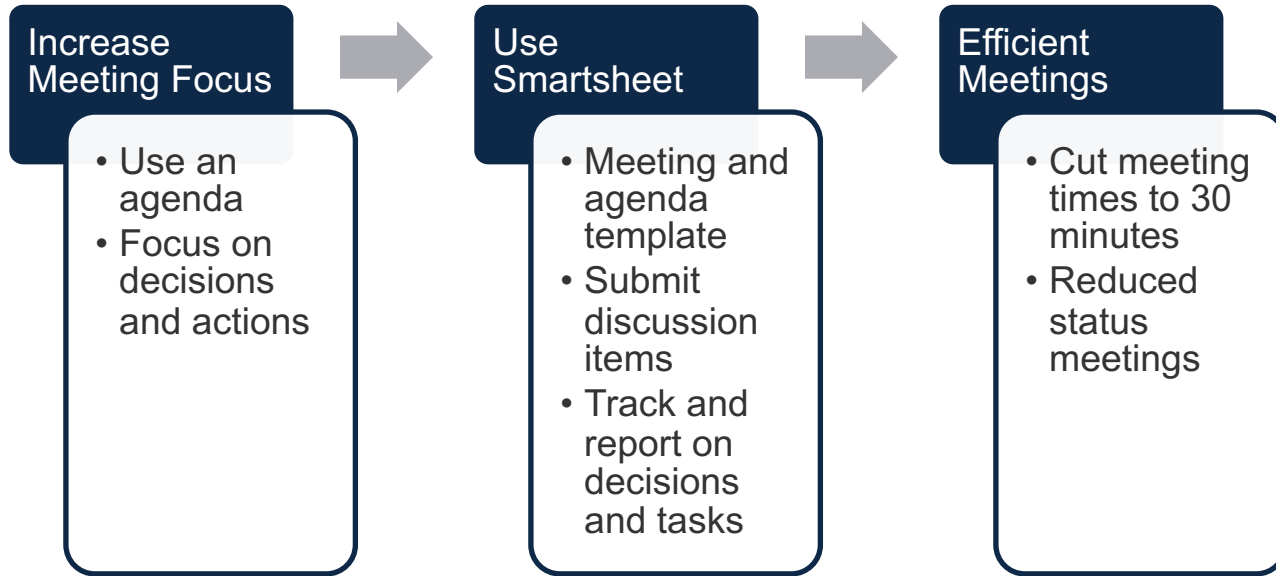 Increase
Meeting Focus
• Use an
agenda
• Focus on
decisions
and actions
Use
Smartsheet
• Meeting and
agenda
template
• Submit
discussion
items
• Track and
report on
decisions
and tasks
Efficient
Meetings
• Cut meeting
times to 30
minutes
• Reduced
status
meetings